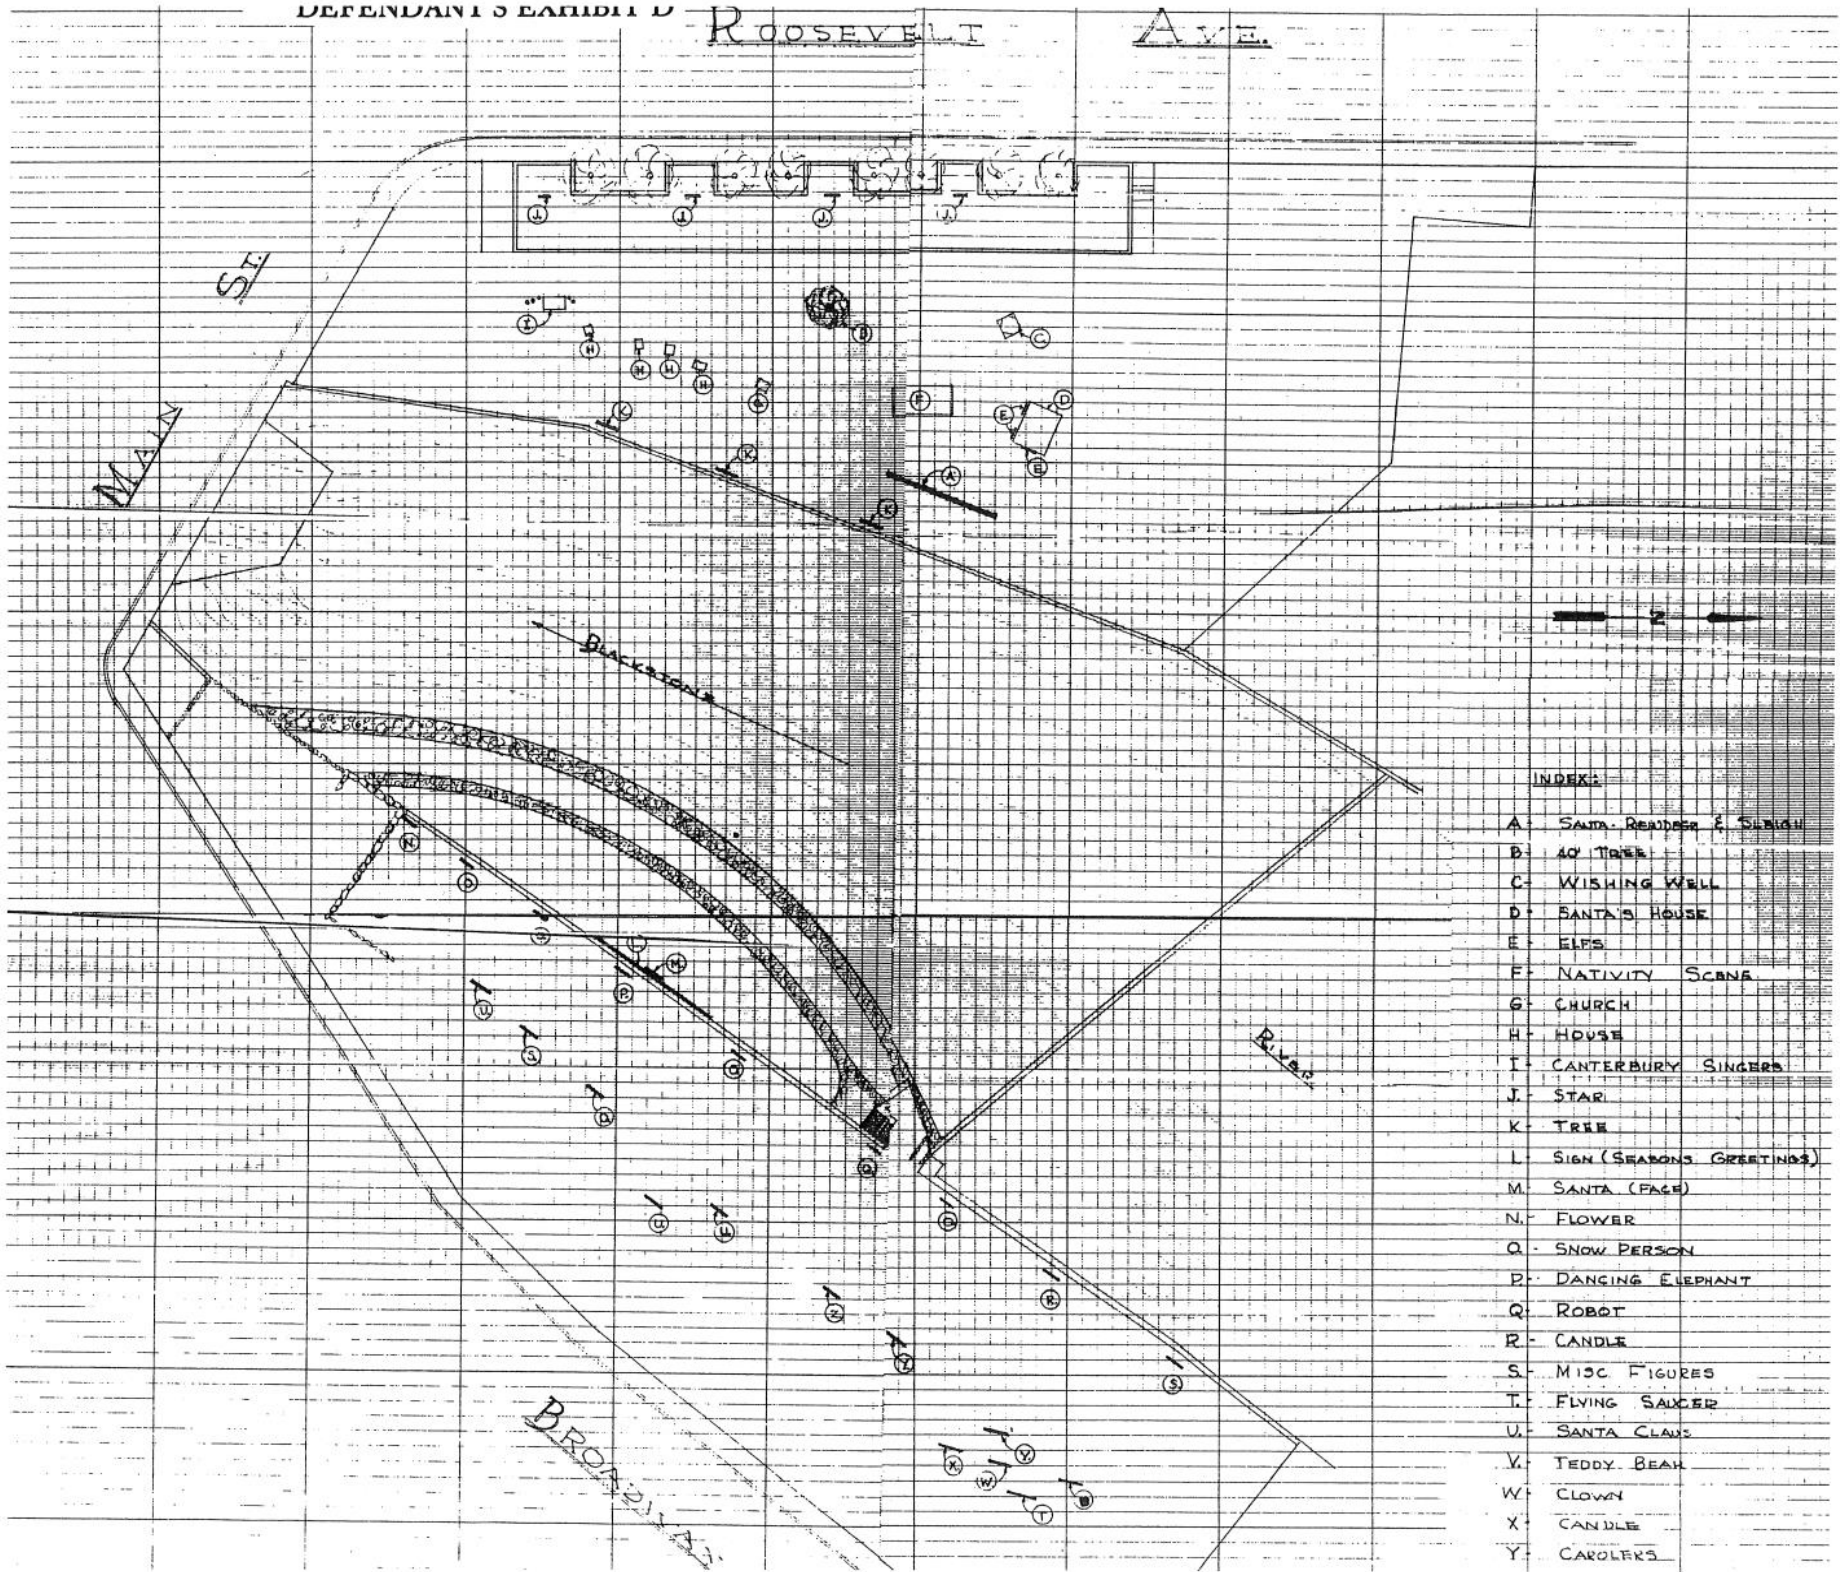 DEFENDANT'S EXHIBIT D
ROOSEVELT AVE.
ST.
MAIN
J. J. J. J.
I
H
H
H
H
G
B
C
F
D
E
E
K
K
K
A
N
BLACKSTONE
RIVER
N
O
S
L
M
P
U
S
Q
Q
U
Q
R
Z
Y
S
X
W
T
BROADWAY
INDEX:
A - SANTA. REINDEER & SLEIGH
B - 40' TREE
C - WISHING WELL
D - SANTA'S HOUSE
E - ELFS
F - NATIVITY SCENE
G - CHURCH
H - HOUSE
I - CANTERBURY SINGERS
J. - STAR
K - TREE
L - SIGN (SEASONS GREETINGS)
M. SANTA (FACE)
N. - FLOWER
O. - SNOW PERSON
P. - DANCING ELEPHANT
Q - ROBOT
R - CANDLE
S - MISC FIGURES
T. - FLYING SAUCER
U. - SANTA CLAUS
V. - TEDDY BEAR
W. - CLOWN
X - CANDLE
Y - CAROLERS